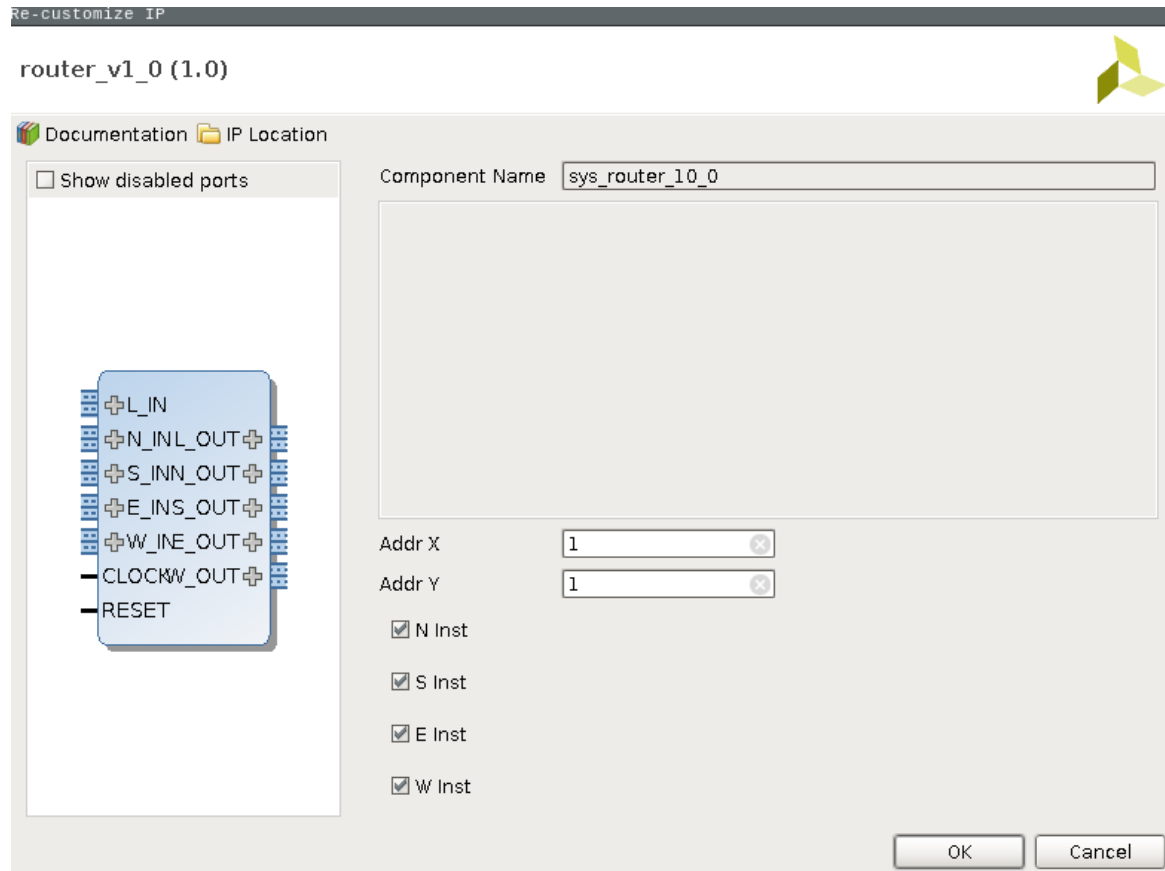 Re-customize IP
router_v1_0 (1.0)
Documentation IP Location
Show disabled ports
Component Name sys_router_10_0
L_IN
N_IN L_OUT
S_IN N_OUT
E_IN S_OUT
W_IN E_OUT
CLOCK W_OUT
RESET
Addr X 1
Addr Y 1
N Inst
S Inst
E Inst
W Inst
OK Cancel